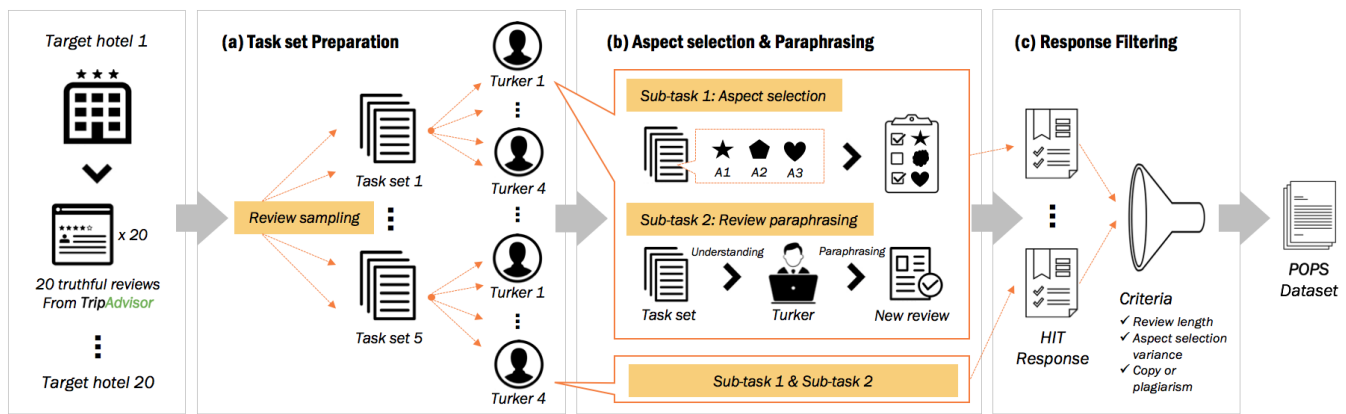 Target hotel 1
x 20
20 truthful reviews
From TripAdvisor
Target hotel 20
(a) Task set Preparation
Review sampling
Task set 1
Task set 5
Turker 1
Turker 4
Turker 1
Turker 4
(b) Aspect selection & Paraphrasing
Sub-task 1: Aspect selection
A1 A2 A3
Sub-task 2: Review paraphrasing
Understanding Paraphrasing
Task set Turker New review
Sub-task 1 & Sub-task 2
(c) Response Filtering
HIT
Response
Criteria
✓ Review length
✓ Aspect selection
variance
✓ Copy or
plagiarism
POPS
Dataset